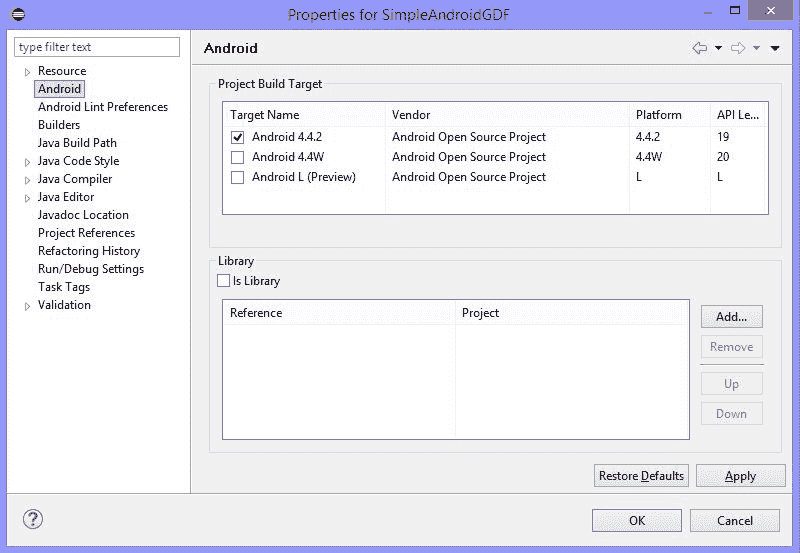 Properties for SimpleAndroidGDF
type filter text
Resource
Android
Android Lint Preferences
Builders
Java Build Path
Java Code Style
Java Compiler
Java Editor
Javadoc Location
Project References
Refactoring History
Run/Debug Settings
Task Tags
Validation
Android
Project Build Target
Target Name Vendor Platform API Le...
Android 4.4.2 Android Open Source Project 4.4.2 19
Android 4.4W Android Open Source Project 4.4W 20
Android L (Preview) Android Open Source Project L L
Library
Is Library
Reference Project
Add...
Remove
Up
Down
Restore Defaults Apply
? OK Cancel